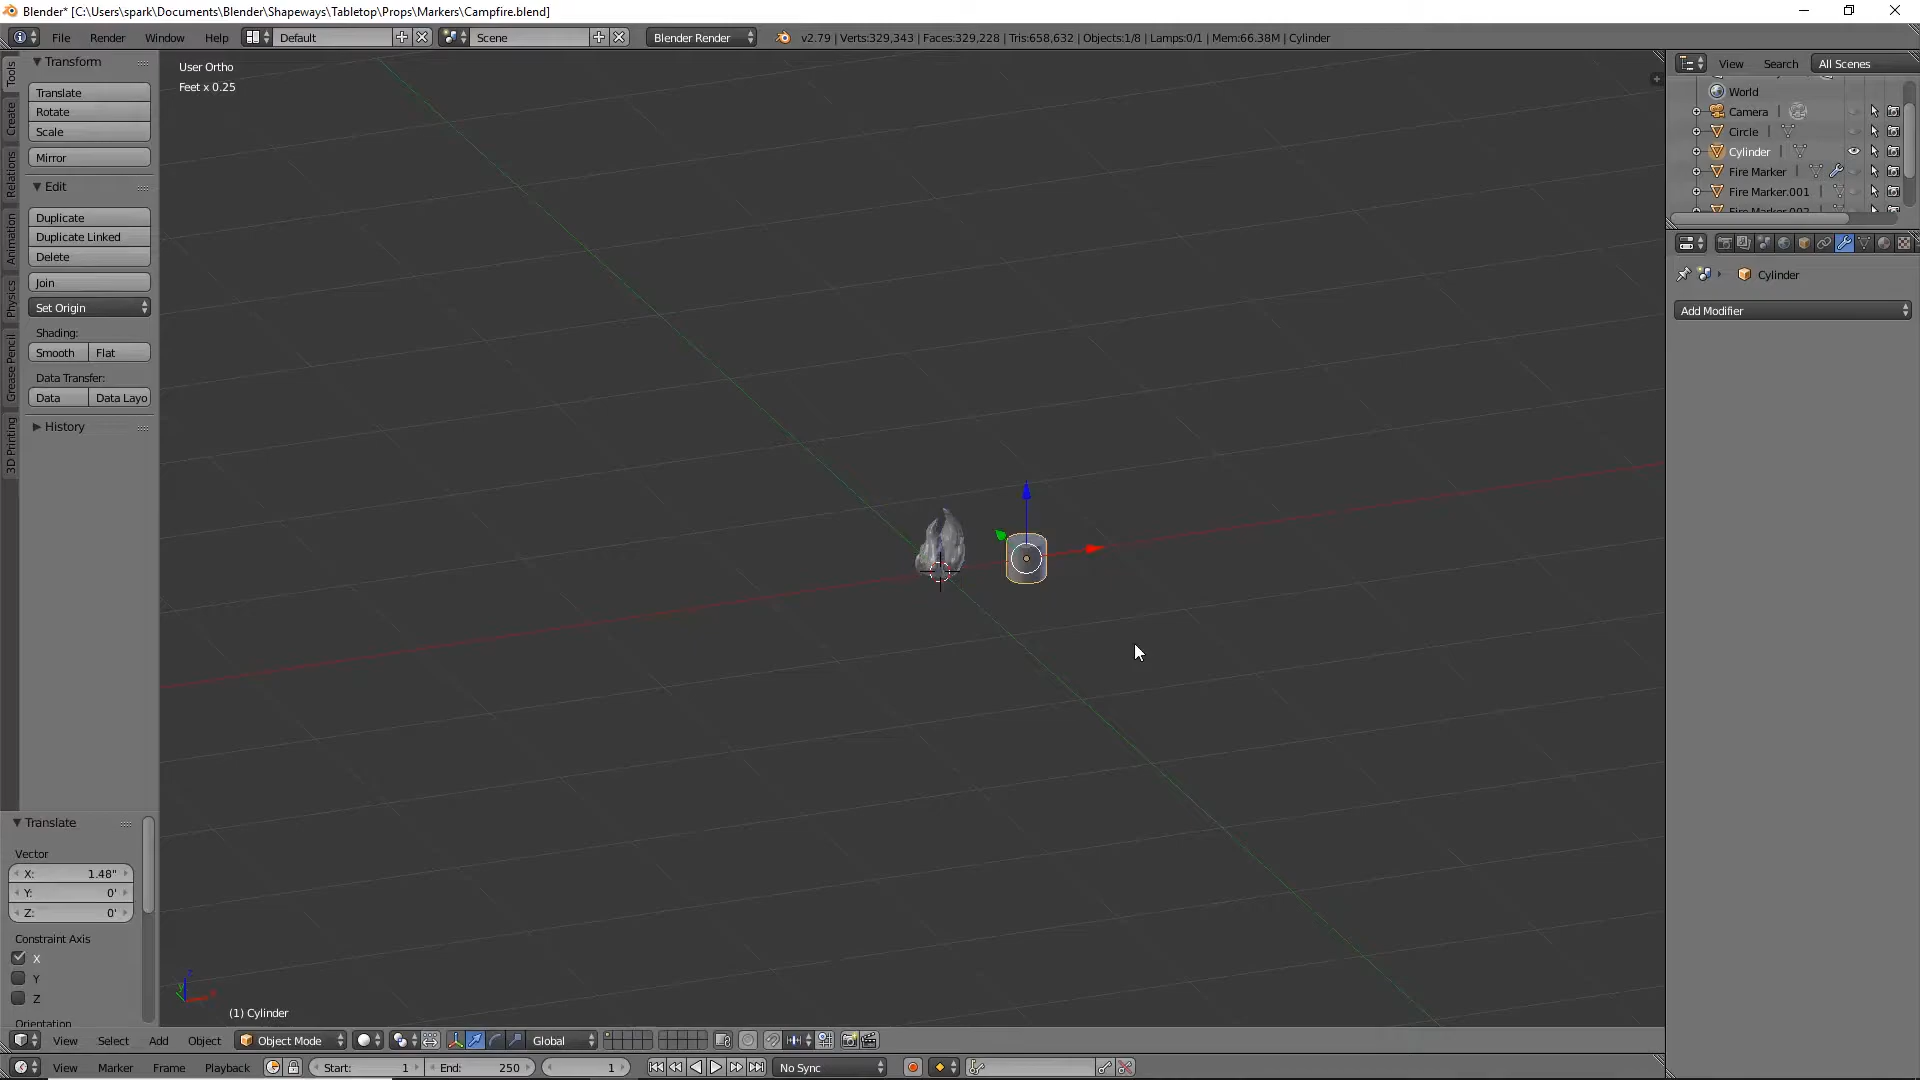 Blender* [C:\Users\spark\Documents\Blender\Shapeways\Tabletop\Props\Markers\Campfire.blend]
File Render Window Help Default Scene Blender Render v2.79 | Verts:329,343 | Faces:329,228 | Tris:658,632 | Objects:1/8 | Lamps:0/1 | Mem:66.38M | Cylinder
Tools
Create
Relations
Animation
Physics
Grease Pencil
3D Printing
Transform
Translate
Rotate
Scale
Mirror
Edit
Duplicate
Duplicate Linked
Delete
Join
Set Origin
Shading:
Smooth Flat
Data Transfer:
Data Data Layo
History
Translate
Vector
X: 1.48"
Y: 0'
Z: 0'
Constraint Axis
X
Y
Z
Orientation
User Ortho
Feet x 0.25
(1) Cylinder
View Search All Scenes
World
Camera
Circle
Cylinder
Fire Marker
Fire Marker.001
Fire Marker.002
Cylinder
Add Modifier
View Select Add Object Object Mode Global
View Marker Frame Playback Start: 1 End: 250 1 No Sync